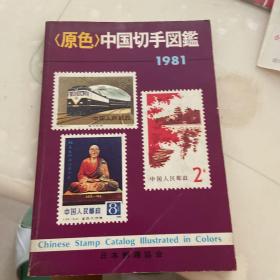 〈原色〉中国切手図鑑
1981
中国人民邮政
中国人民邮政
8
分
中国人民邮政
2
分
Chinese Stamp Catalog Illustrated in Colors
日本郵趣協会